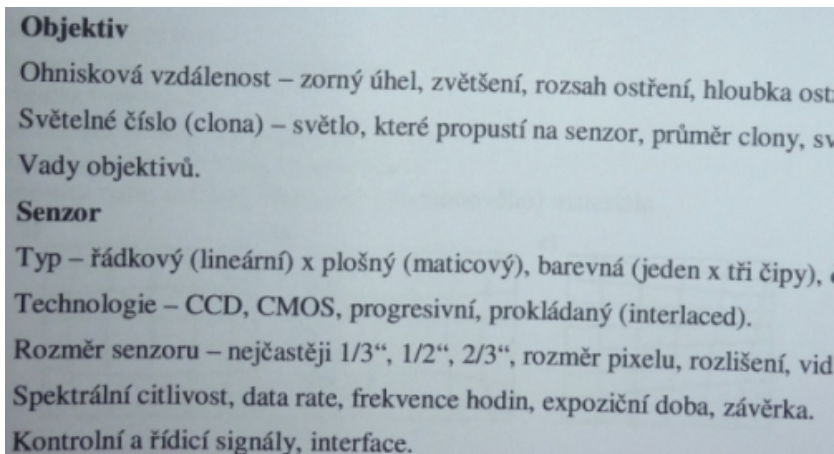 Objektiv
Ohnisková vzdálenost – zorný úhel, zvětšení, rozsah ostření, hloubka
Světelné číslo (clona) – světlo, které propustí na senzor, průměr clony,
Vady objektivů.
Senzor
Typ – řádkový (lineární) x plošný (maticový), barevná (jeden x tři čipy),
Technologie – CCD, CMOS, progresivní, prokládaný (interlaced).
Rozměr senzoru – nejčastěji 1/3“, 1/2“, 2/3“, rozměr pixelu, rozlišení,
Spektrální citlivost, data rate, frekvence hodin, expoziční doba, závěrka.
Kontrolní a řídicí signály, interface.